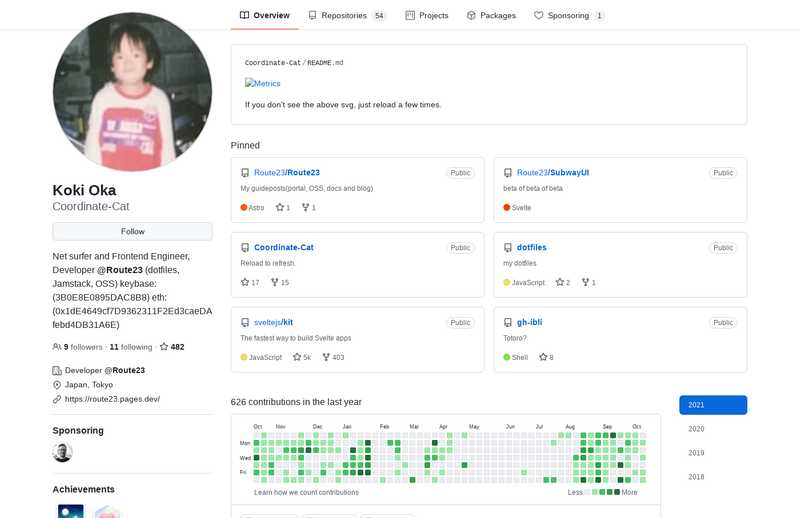 Overview
Repositories 54
Projects
Packages
Sponsoring 1
Coordinate-Cat / README.md
Metrics
If you don't see the above svg, just reload a few times.
Koki Oka
Coordinate-Cat
Follow
Net surfer and Frontend Engineer,
Developer @Route23 (dotfiles,
Jamstack, OSS) keybase:
(3B0E8E0895DAC8B8) eth:
(0x1dE4649cf7D9362311F2Ed3caeDA
febd4DB31A6E)
9 followers · 11 following · 482
Developer @Route23
Japan, Tokyo
https://route23.pages.dev/
Sponsoring
Achievements
Pinned
Route23/Route23
Public
My guideposts(portal, OSS, docs and blog)
Astro 1 1
Route23/SubwayUI
Public
beta of beta of beta
Svelte
Coordinate-Cat
Public
Reload to refresh.
17 15
dotfiles
Public
my dotfiles
JavaScript 2 1
sveltejs/kit
Public
The fastest way to build Svelte apps
JavaScript 5k 403
gh-ibli
Public
Totoro?
Shell 8
626 contributions in the last year
Oct Nov Dec Jan Feb Mar Apr May Jun Jul Aug Sep Oct
Mon
Wed
Fri
Learn how we count contributions
Less More
2021
2020
2019
2018